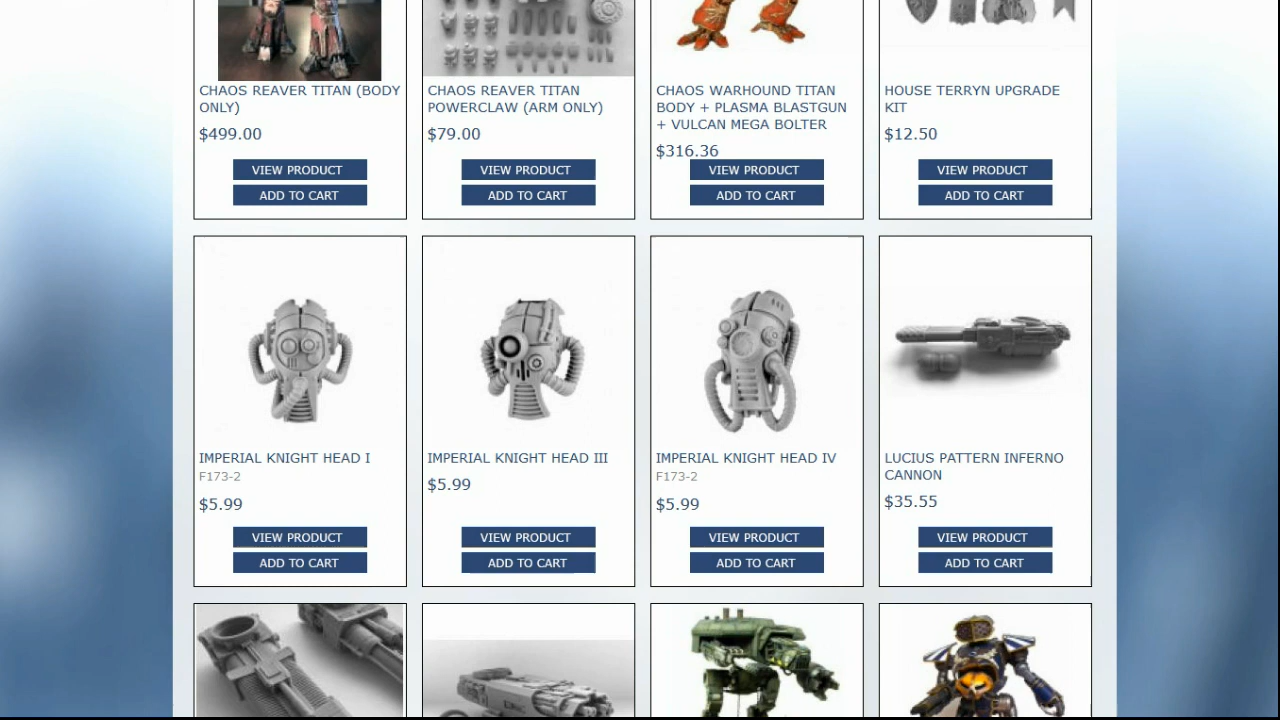 CHAOS REAVER TITAN (BODY
ONLY)
$499.00
VIEW PRODUCT
ADD TO CART
CHAOS REAVER TITAN
POWERCLAW (ARM ONLY)
$79.00
VIEW PRODUCT
ADD TO CART
CHAOS WARHOUND TITAN
BODY + PLASMA BLASTGUN
+ VULCAN MEGA BOLTER
$316.36
VIEW PRODUCT
ADD TO CART
HOUSE TERRYN UPGRADE
KIT
$12.50
VIEW PRODUCT
ADD TO CART
IMPERIAL KNIGHT HEAD I
F173-2
$5.99
VIEW PRODUCT
ADD TO CART
IMPERIAL KNIGHT HEAD III
$5.99
VIEW PRODUCT
ADD TO CART
IMPERIAL KNIGHT HEAD IV
F173-2
$5.99
VIEW PRODUCT
ADD TO CART
LUCIUS PATTERN INFERNO
CANNON
$35.55
VIEW PRODUCT
ADD TO CART